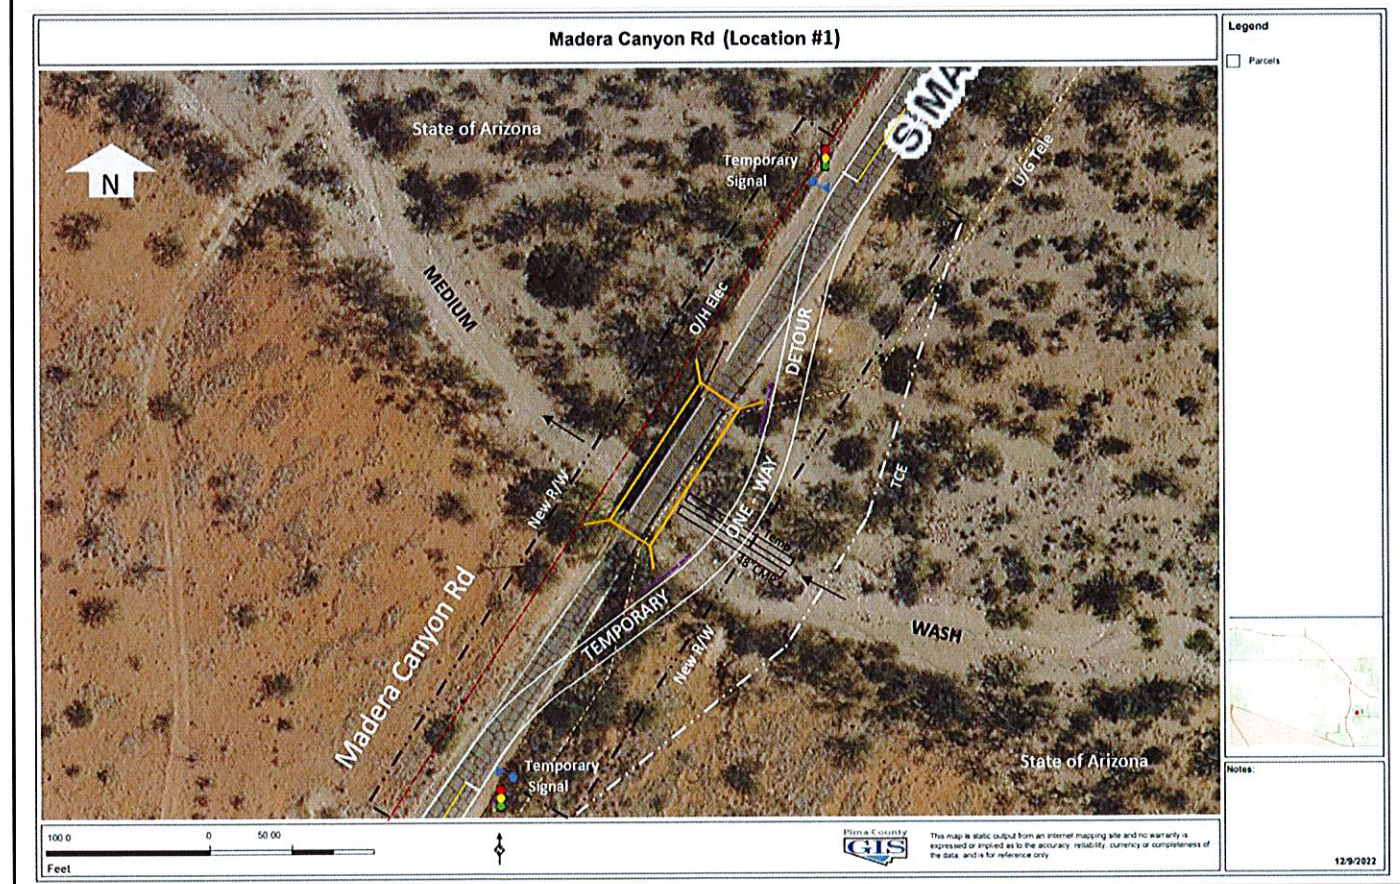 Madera Canyon Rd (Location #1)
Legend
Parcels
State of Arizona
N
Temporary
Signal
S MA
U/G Tele
MEDIUM
O/H Elec
DETOUR
New R/W
ONE - WAY
TCE
Temp.
48" CMP
TEMPORARY
WASH
New R/W
Madera Canyon Rd
Temporary
Signal
State of Arizona
Notes:
100.0
0
50.00
Feet
Pima County
GIS
This map is static output from an internet mapping site and no warranty is
expressed or implied as to the accuracy, reliability, currency or completeness of
the data, and is for reference only.
12/9/2022